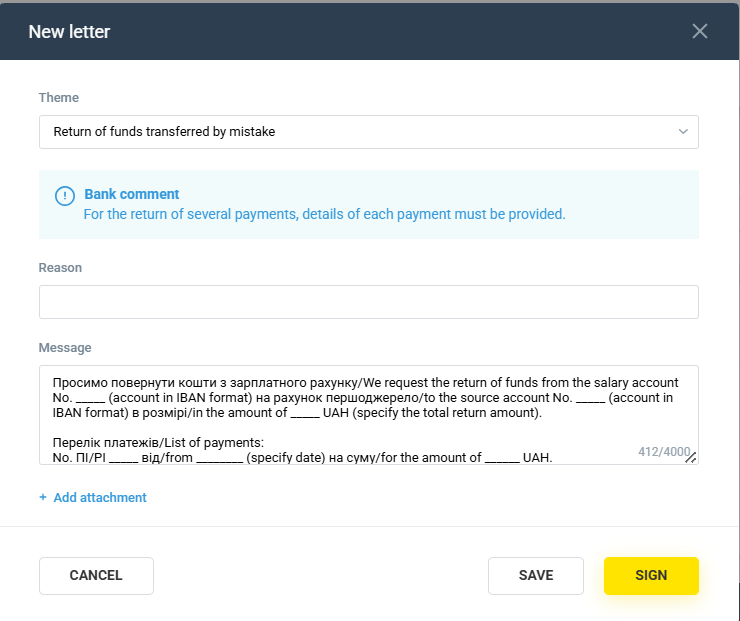 New letter
Theme
Return of funds transferred by mistake
Bank comment
For the return of several payments, details of each payment must be provided.
Reason
Message
Просимо повернути кошти з зарплатного рахунку/We request the return of funds from the salary account
No. _____ (account in IBAN format) на рахунок першоджерело/to the source account No. _____ (account in
IBAN format) в розмірі/in the amount of _____ UAH (specify the total return amount).
Перелік платежів/List of payments:
No. ПІ/PI _____ від/from ________ (specify date) на суму/for the amount of ______ UAH.
412/4000
+ Add attachment
CANCEL
SAVE
SIGN